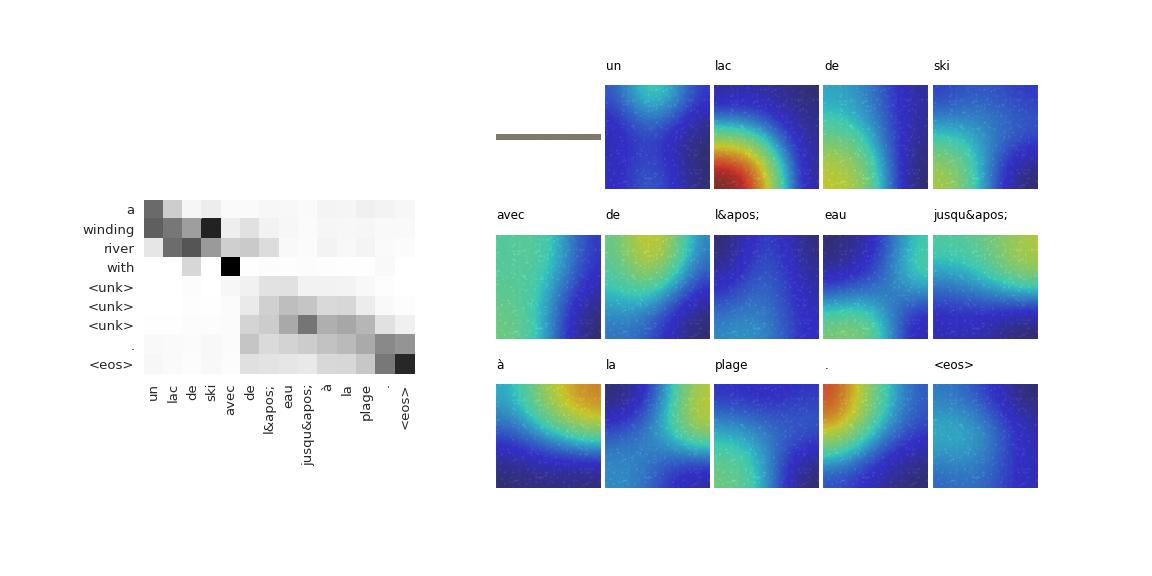 a
winding
river
with
<unk>
<unk>
<unk>
.
<eos>
un
lac
de
ski
avec
de
l&apos;
eau
jusqu&apos;
à
la
plage
.
<eos>
un lac de ski
avec de l&apos; eau jusqu&apos;
à la plage . <eos>